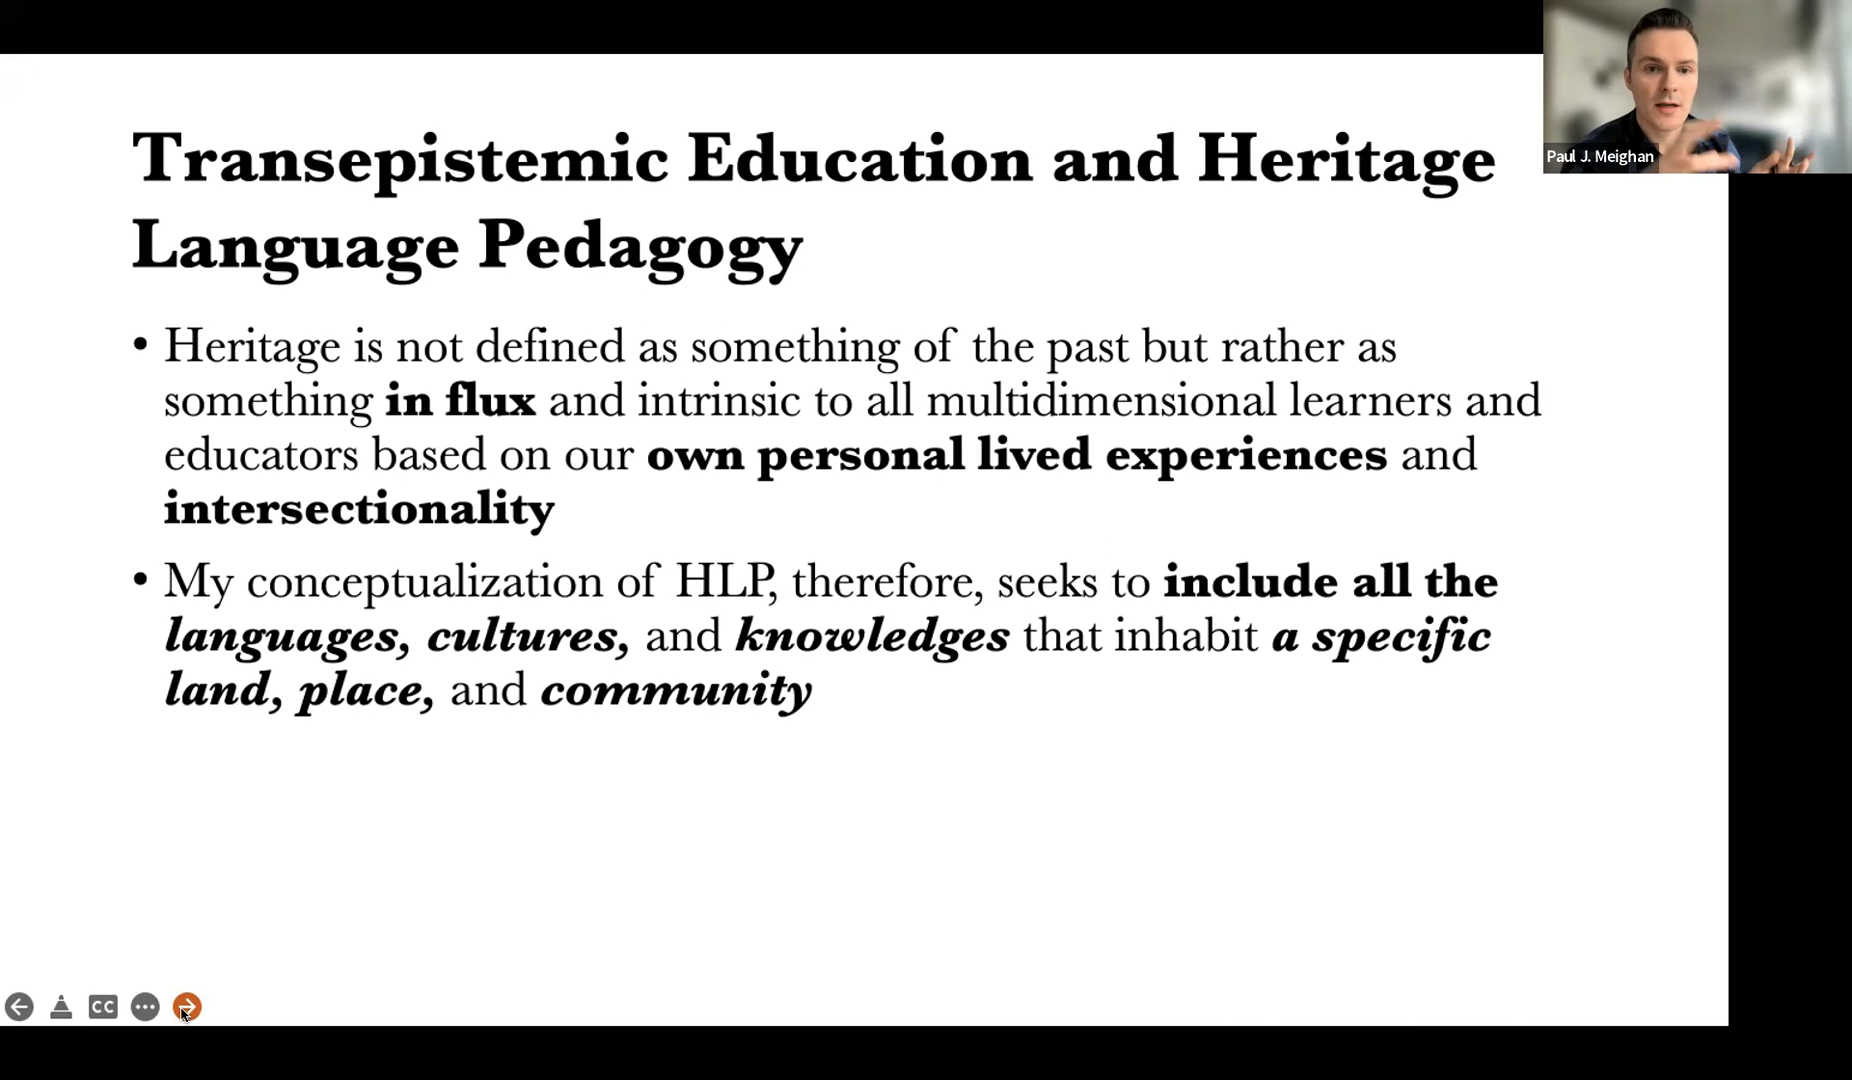 Transepistemic Education and Heritage
Language Pedagogy
• Heritage is not defined as something of the past but rather as
something in flux and intrinsic to all multidimensional learners and
educators based on our own personal lived experiences and
intersectionality
• My conceptualization of HLP, therefore, seeks to include all the
languages, cultures, and knowledges that inhabit a specific
land, place, and community
Paul J. Meighan
CC